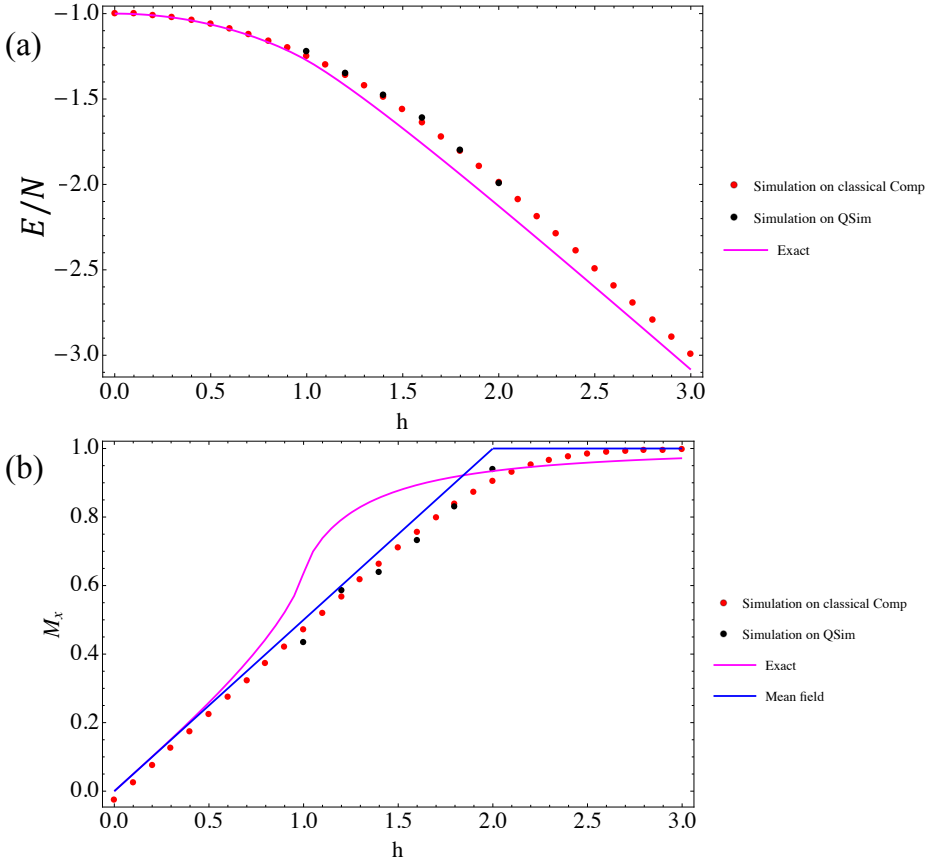 (a)
−1.0
−1.5
−2.0
−2.5
−3.0
E/N
0.0 0.5 1.0 1.5 2.0 2.5 3.0
h
Simulation on classical Comp
Simulation on QSim
Exact
(b)
1.0
0.8
0.6
0.4
0.2
0.0
Mx
0.0 0.5 1.0 1.5 2.0 2.5 3.0
h
Simulation on classical Comp
Simulation on QSim
Exact
Mean field